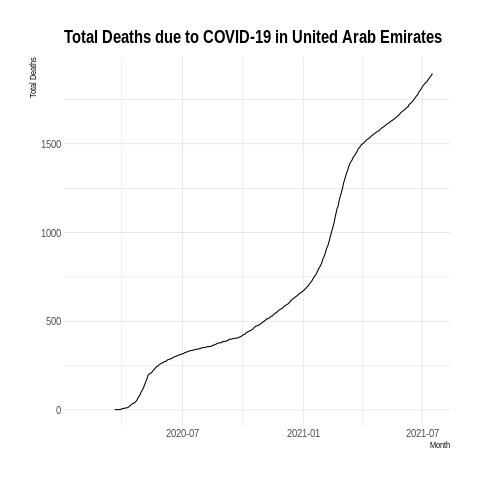 Total Deaths due to COVID-19 in United Arab Emirates
Total Deaths
1500
1000
500
0
2020-07 2021-01 2021-07
Month